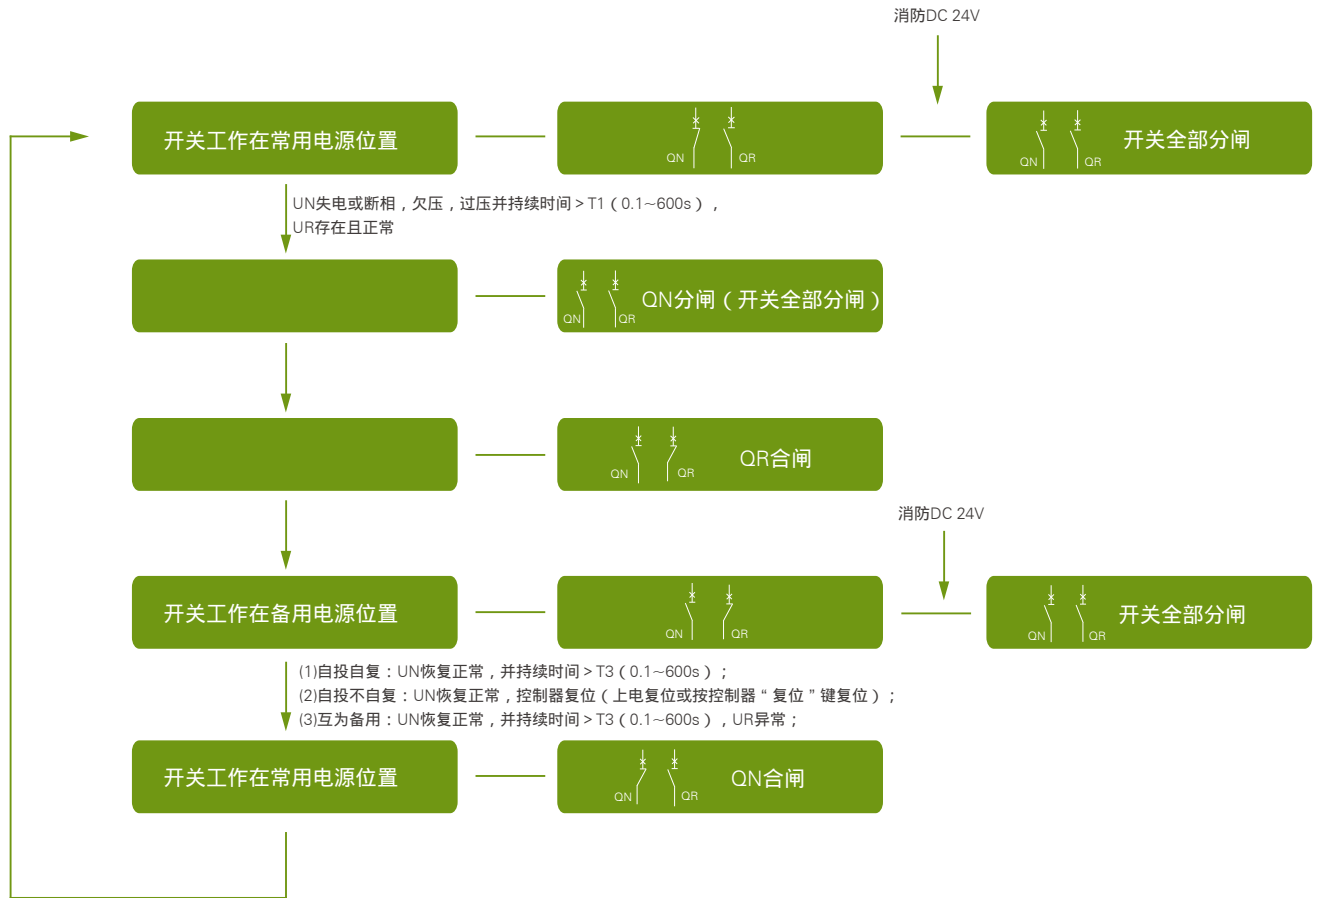 消防DC 24V
开关工作在常用电源位置
QN
QR
QN
QR
开关全部分闸
UN失电或断相，欠压，过压并持续时间＞T1（0.1~600s），
UR存在且正常
QN
QR
QN分闸（开关全部分闸）
QN
QR
QR合闸
消防DC 24V
开关工作在备用电源位置
QN
QR
QN
QR
开关全部分闸
(1)自投自复：UN恢复正常，并持续时间＞T3（0.1~600s）；
(2)自投不自复：UN恢复正常，控制器复位（上电复位或按控制器“复位”键复位）；
(3)互为备用：UN恢复正常，并持续时间＞T3（0.1~600s），UR异常；
开关工作在常用电源位置
QN
QR
QN合闸